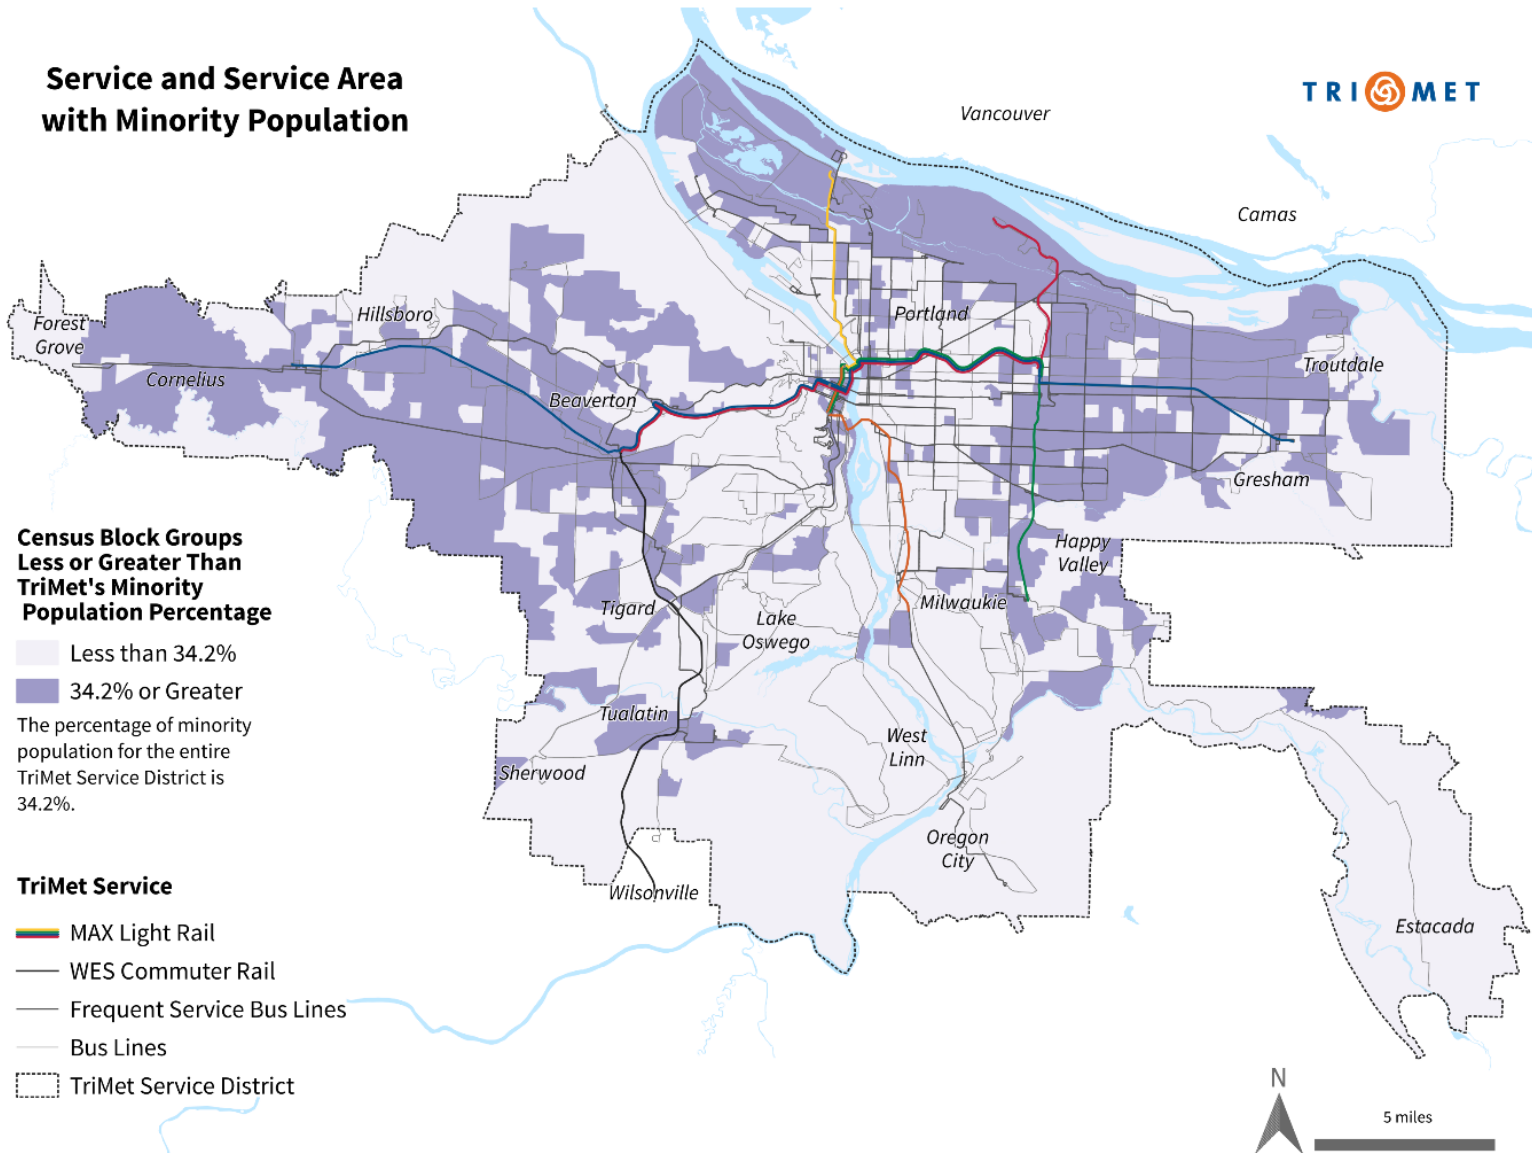 Service and Service Area
with Minority Population
TRI MET
Vancouver
Camas
Forest
Grove
Hillsboro
Cornelius
Beaverton
Portland
Troutdale
Gresham
Happy
Valley
Tigard
Lake
Oswego
Milwaukie
Tualatin
West
Linn
Sherwood
Oregon
City
Wilsonville
Estacada
Census Block Groups
Less or Greater Than
TriMet's Minority
Population Percentage
Less than 34.2%
34.2% or Greater
The percentage of minority
population for the entire
TriMet Service District is
34.2%.
TriMet Service
MAX Light Rail
WES Commuter Rail
Frequent Service Bus Lines
Bus Lines
TriMet Service District
N
5 miles